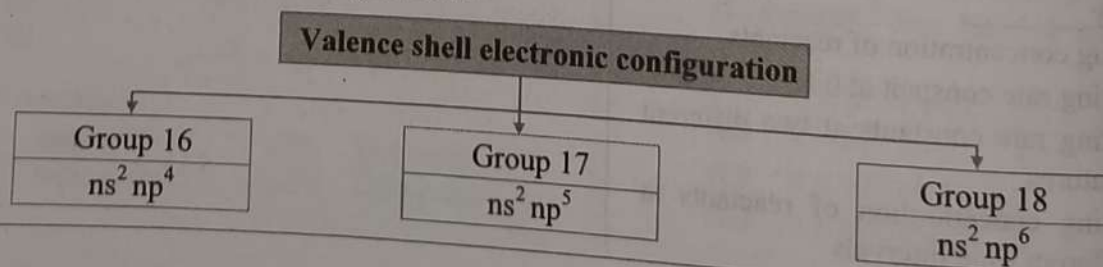 Valence shell electronic configuration
Group 16
ns² np⁴
Group 17
ns² np⁵
Group 18
ns² np⁶